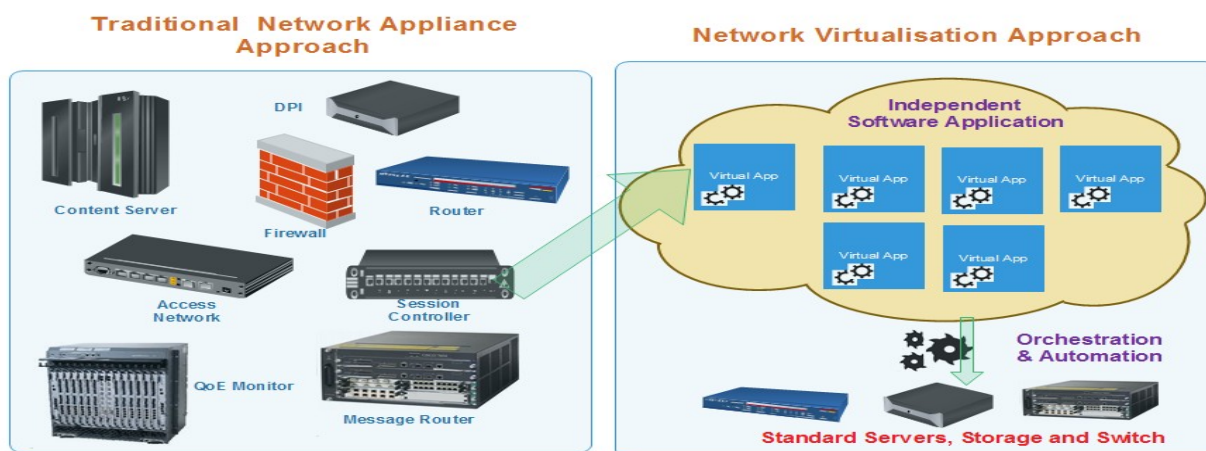 Traditional Network Appliance
Approach
DPI
Content Server
Firewall
Router
Access
Network
Session
Controller
QoE Monitor
Message Router
Network Virtualisation Approach
Independent
Software Application
Virtual App
Virtual App
Virtual App
Virtual App
Virtual App
Virtual App
Orchestration
& Automation
Standard Servers, Storage and Switch